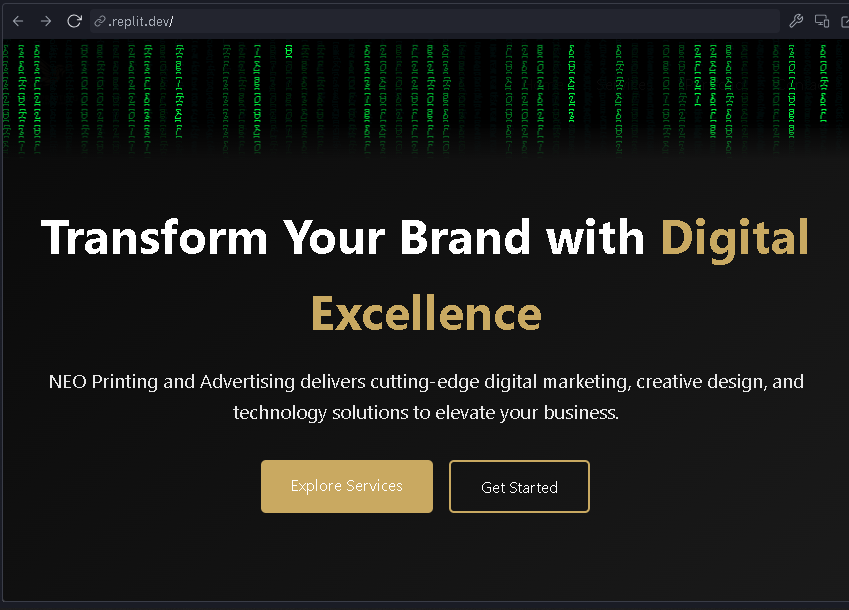 .replit.dev/
Transform Your Brand with Digital
Excellence
NEO Printing and Advertising delivers cutting-edge digital marketing, creative design, and
technology solutions to elevate your business.
Explore Services
Get Started